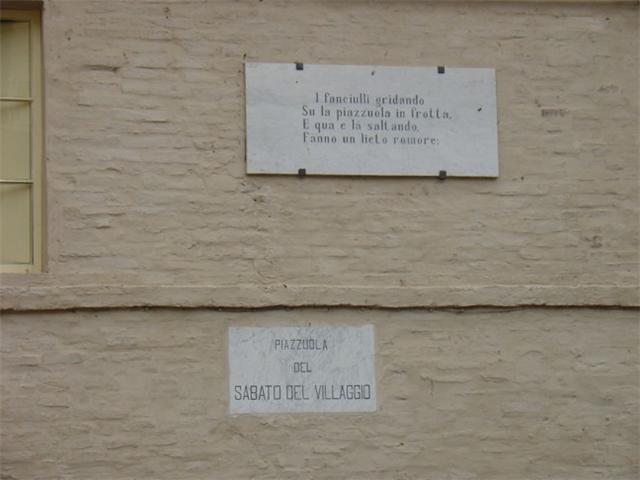 I fanciulli gridando
Su la piazzuola in frotta,
E qua e là saltando,
Fanno un lieto romore:
PIAZZUOLA
DEL
SABATO DEL VILLAGGIO